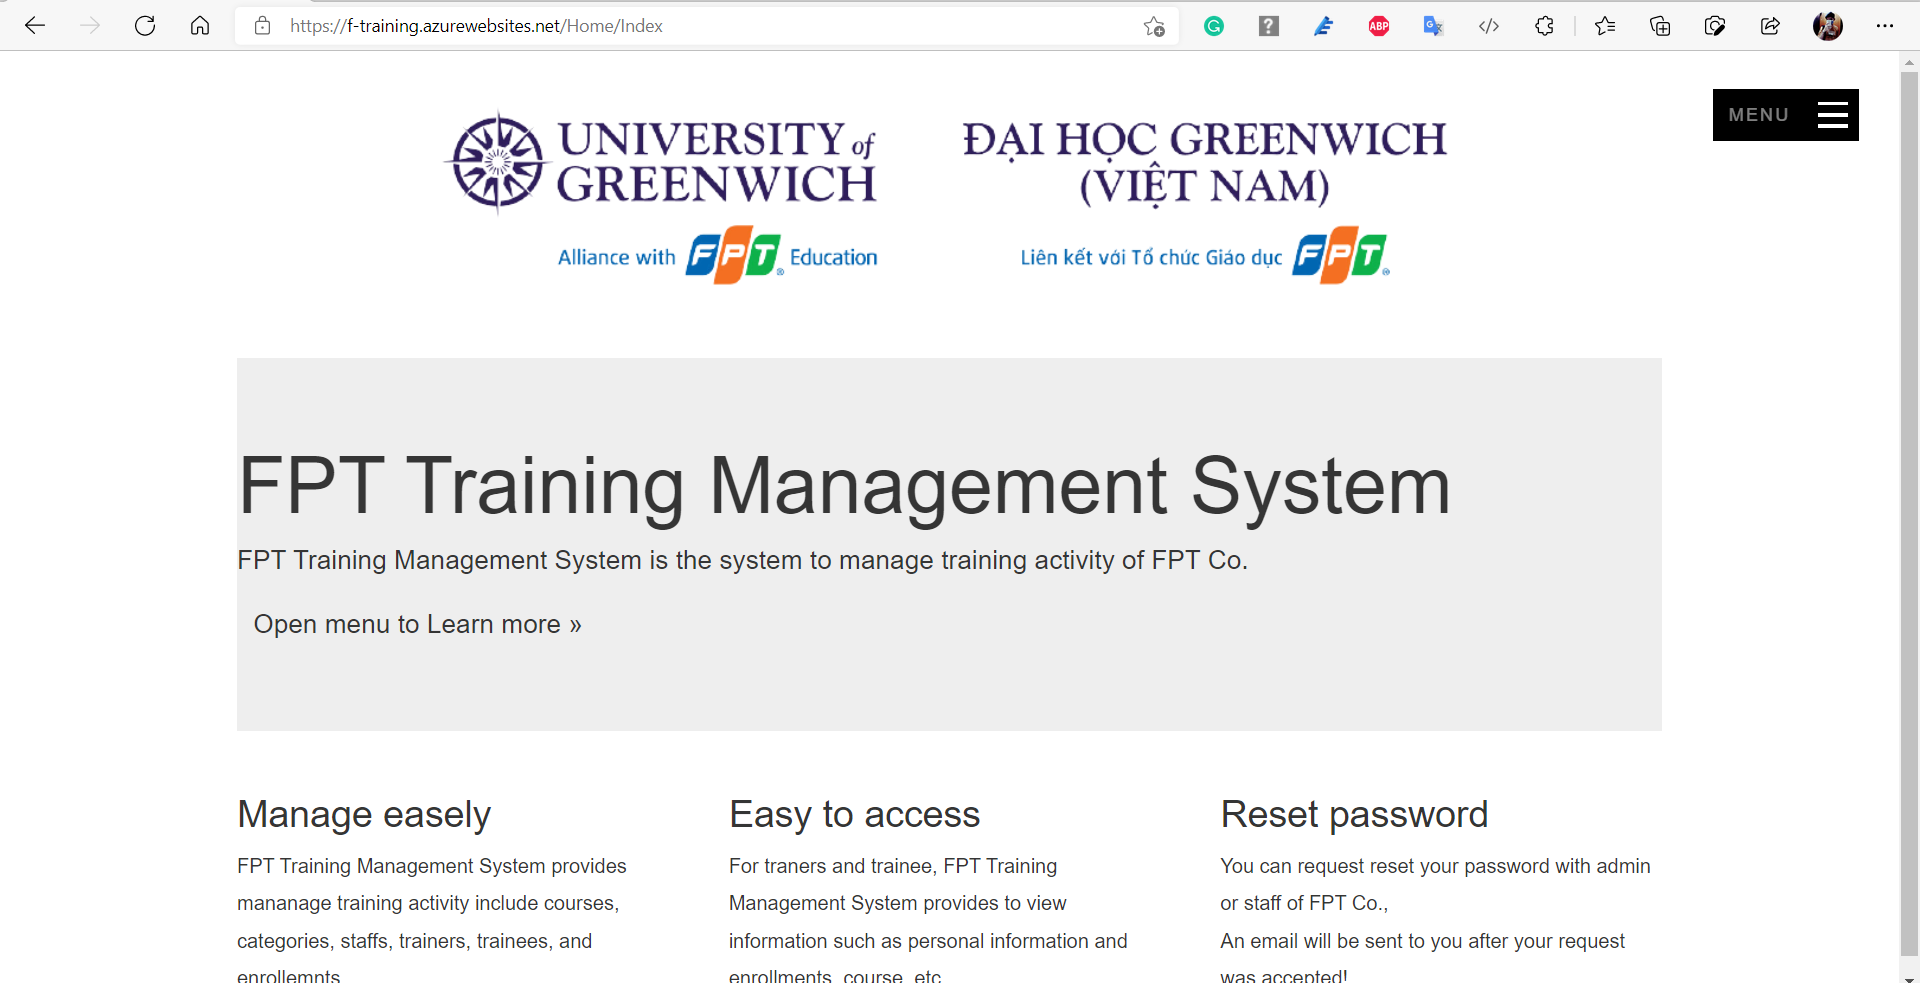 https://f-training.azurewebsites.net/Home/Index
ABP
MENU
UNIVERSITY of
GREENWICH
Alliance with FPT® Education
ĐẠI HỌC GREENWICH
(VIỆT NAM)
Liên kết với Tổ chức Giáo dục FPT®
FPT Training Management System
FPT Training Management System is the system to manage training activity of FPT Co.
Open menu to Learn more »
Manage easely
FPT Training Management System provides
mananage training activity include courses,
categories, staffs, trainers, trainees, and
enrollemnts
Easy to access
For traners and trainee, FPT Training
Management System provides to view
information such as personal information and
enrollments, course, etc
Reset password
You can request reset your password with admin
or staff of FPT Co.,
An email will be sent to you after your request
was accepted!